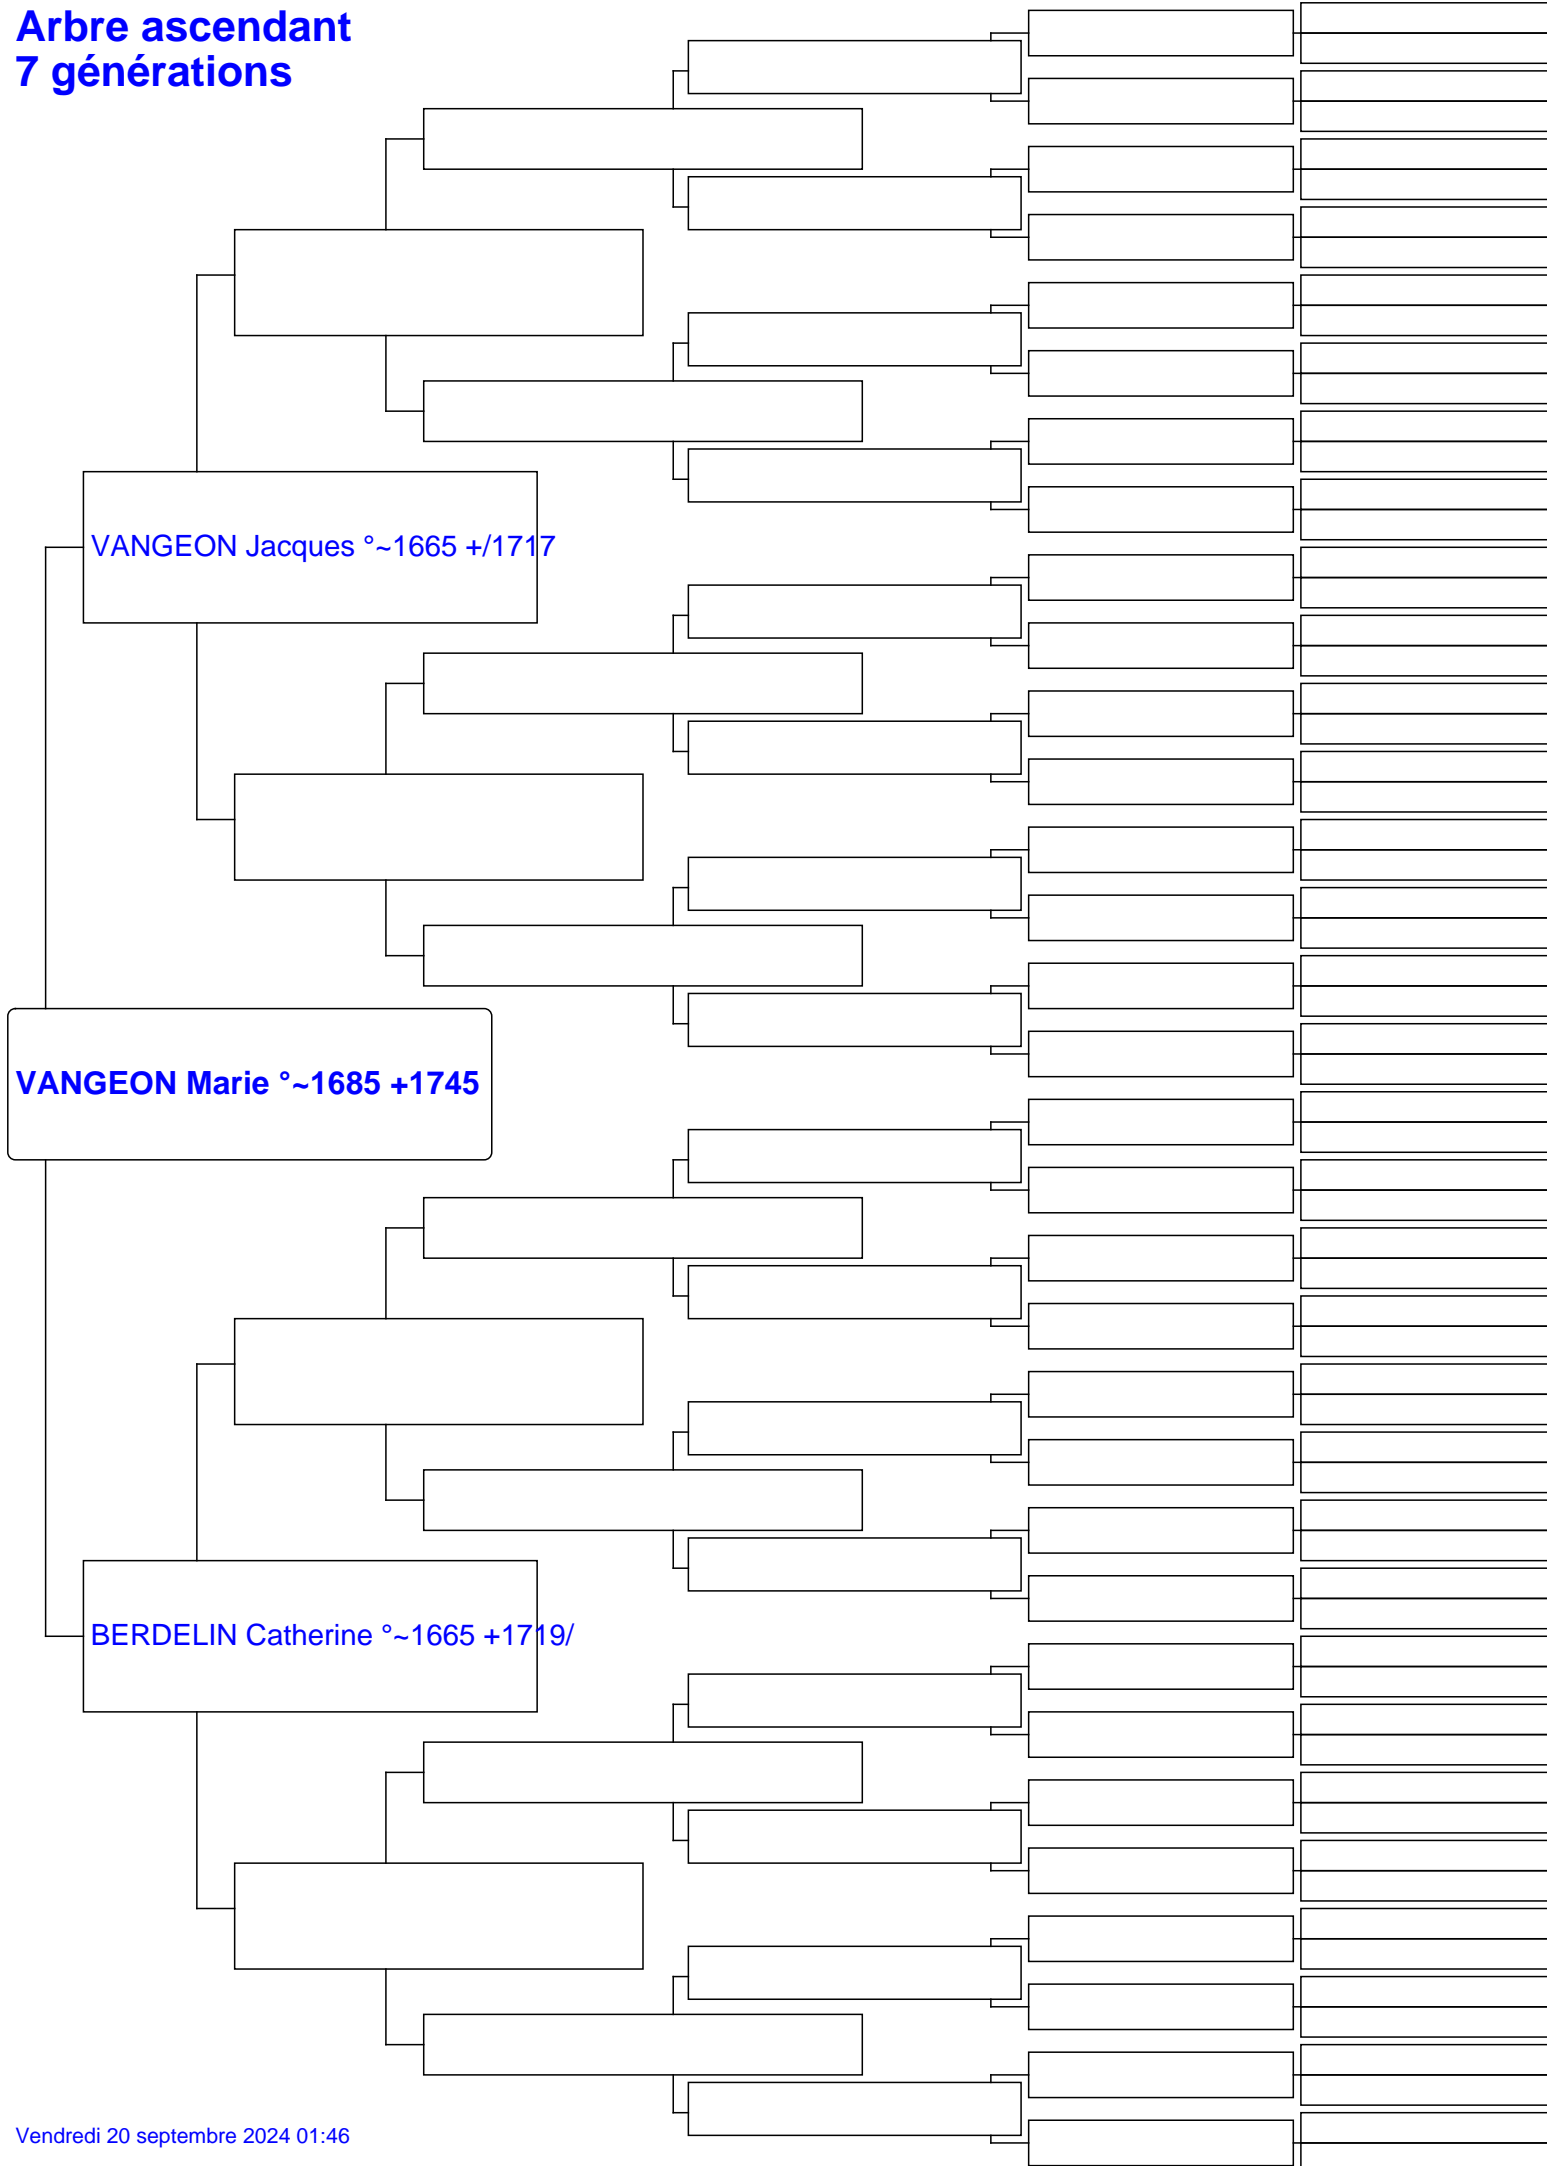 Arbre ascendant
7 générations
VANGEON Jacques °~1665 +/1717
VANGEON Marie °~1685 +1745
BERDELIN Catherine °~1665 +1719/
Vendredi 20 septembre 2024 01:46